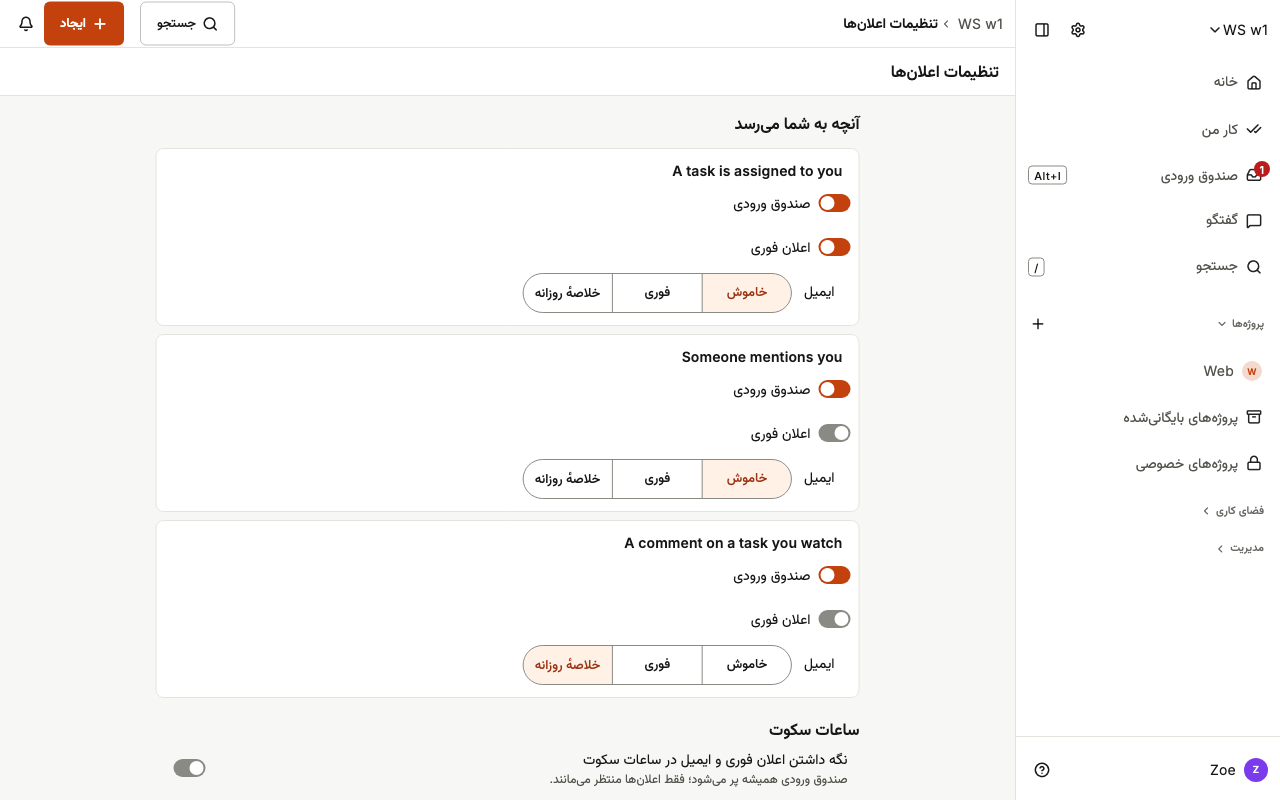 WS w1
خانه
کار من
صندوق ورودی
1
Alt+I
گفتگو
جستجو
/
پروژه‌ها
W
Web
پروژه‌های بایگانی‌شده
پروژه‌های خصوصی
فضای کاری
مدیریت
Z
Zoe
WS w1 › تنظیمات اعلان‌ها
جستجو
ایجاد
تنظیمات اعلان‌ها
آنچه به شما می‌رسد
A task is assigned to you
صندوق ورودی
اعلان فوری
ایمیل خاموش فوری خلاصهٔ روزانه
Someone mentions you
صندوق ورودی
اعلان فوری
ایمیل خاموش فوری خلاصهٔ روزانه
A comment on a task you watch
صندوق ورودی
اعلان فوری
ایمیل خاموش فوری خلاصهٔ روزانه
ساعات سکوت
نگه داشتن اعلان فوری و ایمیل در ساعات سکوت
صندوق ورودی همیشه پر می‌شود؛ فقط اعلان‌ها منتظر می‌مانند.